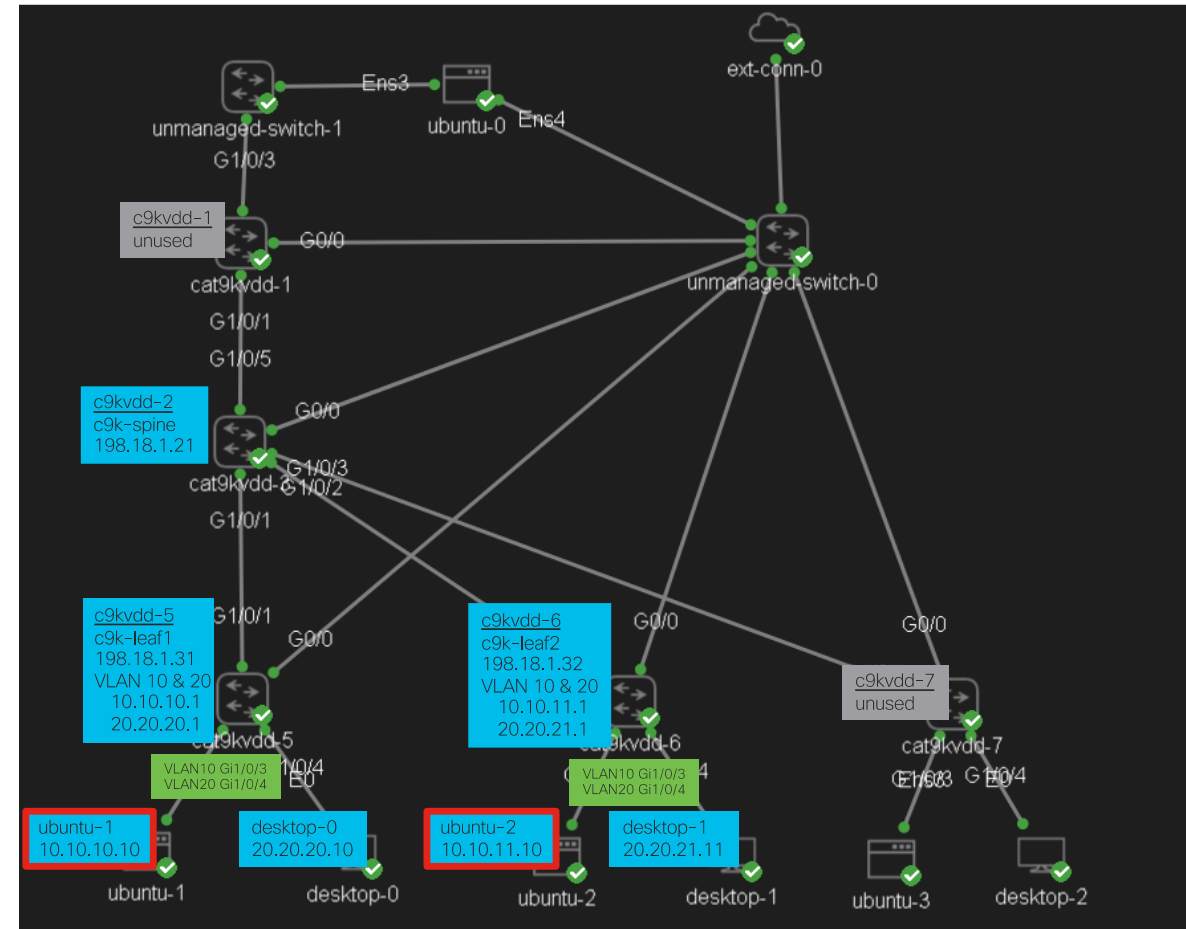 ext-conn-0
Ens3
unmanaged-switch-1
ubuntu-0
Ens4
G1/0/3
c9kvdd-1
unused
G0/0
cat9kvdd-1
unmanaged-switch-0
G1/0/1
G1/0/5
c9kvdd-2
c9k-spine
198.18.1.21
G0/0
G1/0/3
G1/0/2
G1/0/1
c9kvdd-5
c9k-leaf1
198.18.1.31
VLAN 10 & 20
10.10.10.1
20.20.20.1
G1/0/1
G0/0
c9kvdd-6
c9k-leaf2
198.18.1.32
VLAN 10 & 20
10.10.11.1
20.20.21.1
G0/0
G0/0
c9kvdd-7
unused
cat9kvdd-5
cat9kvdd-6
cat9kvdd-7
VLAN10 Gi1/0/3
VLAN20 Gi1/0/4
E0
VLAN10 Gi1/0/3
VLAN20 Gi1/0/4
G1/0/4
E0
ubuntu-1
10.10.10.10
desktop-0
20.20.20.10
ubuntu-2
10.10.11.10
desktop-1
20.20.21.11
ubuntu-1
desktop-0
ubuntu-2
desktop-1
ubuntu-3
desktop-2